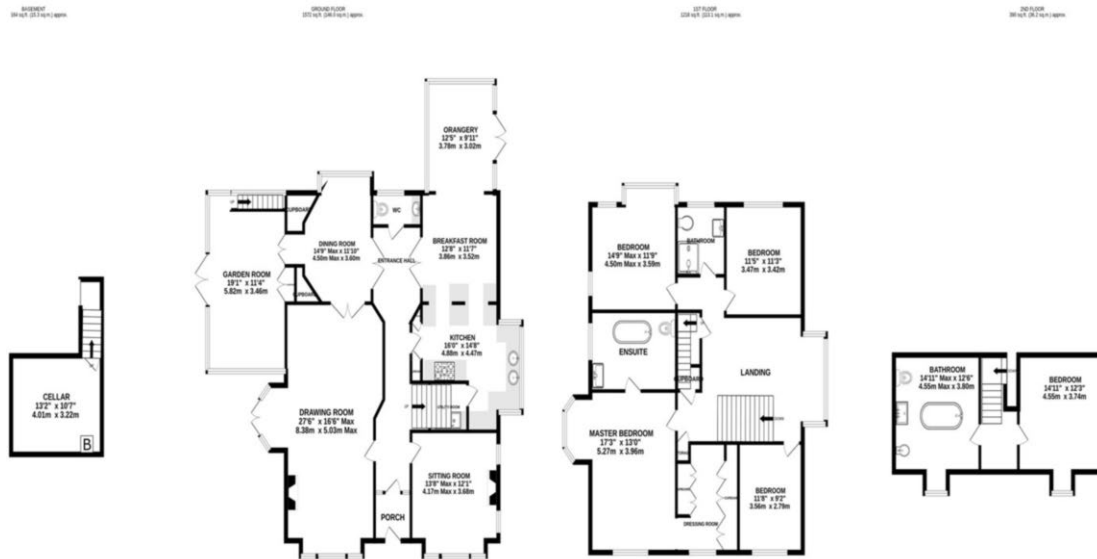 BASEMENT
GROUND FLOOR
1ST FLOOR
2ND FLOOR
CELLAR
13'2" x 10'7"
4.01m x 3.22m
B
ORANGERY
12'5" x 9'11"
3.78m x 3.02m
CUPBOARD
WC
DINING ROOM
14'9" Max x 11'10"
4.50m Max x 3.60m
ENTRANCE HALL
BREAKFAST ROOM
12'8" x 11'7"
3.86m x 3.52m
GARDEN ROOM
19'1" x 11'4"
5.82m x 3.46m
CUPBOARD
KITCHEN
16'0" x 14'8"
4.88m x 4.47m
DRAWING ROOM
27'6" x 16'6" Max
8.38m x 5.03m Max
UTILITY ROOM
SITTING ROOM
13'8" Max x 12'1"
4.17m Max x 3.68m
PORCH
BEDROOM
14'9" Max x 11'9"
4.50m Max x 3.59m
BATHROOM
BEDROOM
11'5" x 11'3"
3.47m x 3.42m
ENSUITE
CUPBOARD
LANDING
MASTER BEDROOM
17'3" x 13'0"
5.27m x 3.96m
DRESSING ROOM
BEDROOM
11'8" x 9'2"
3.56m x 2.79m
BATHROOM
14'11" Max x 12'6"
4.55m Max x 3.80m
BEDROOM
14'11" x 12'3"
4.55m x 3.74m